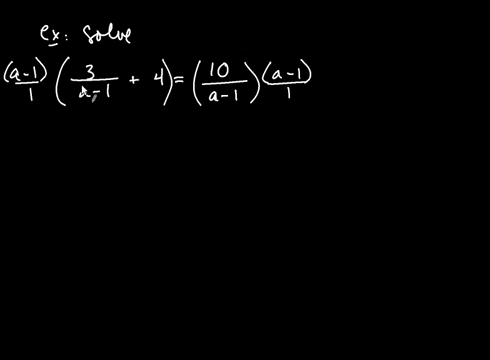 ex: solve
(a-1)/1 (3/(a-1) + 4) = (10/(a-1)) (a-1)/1